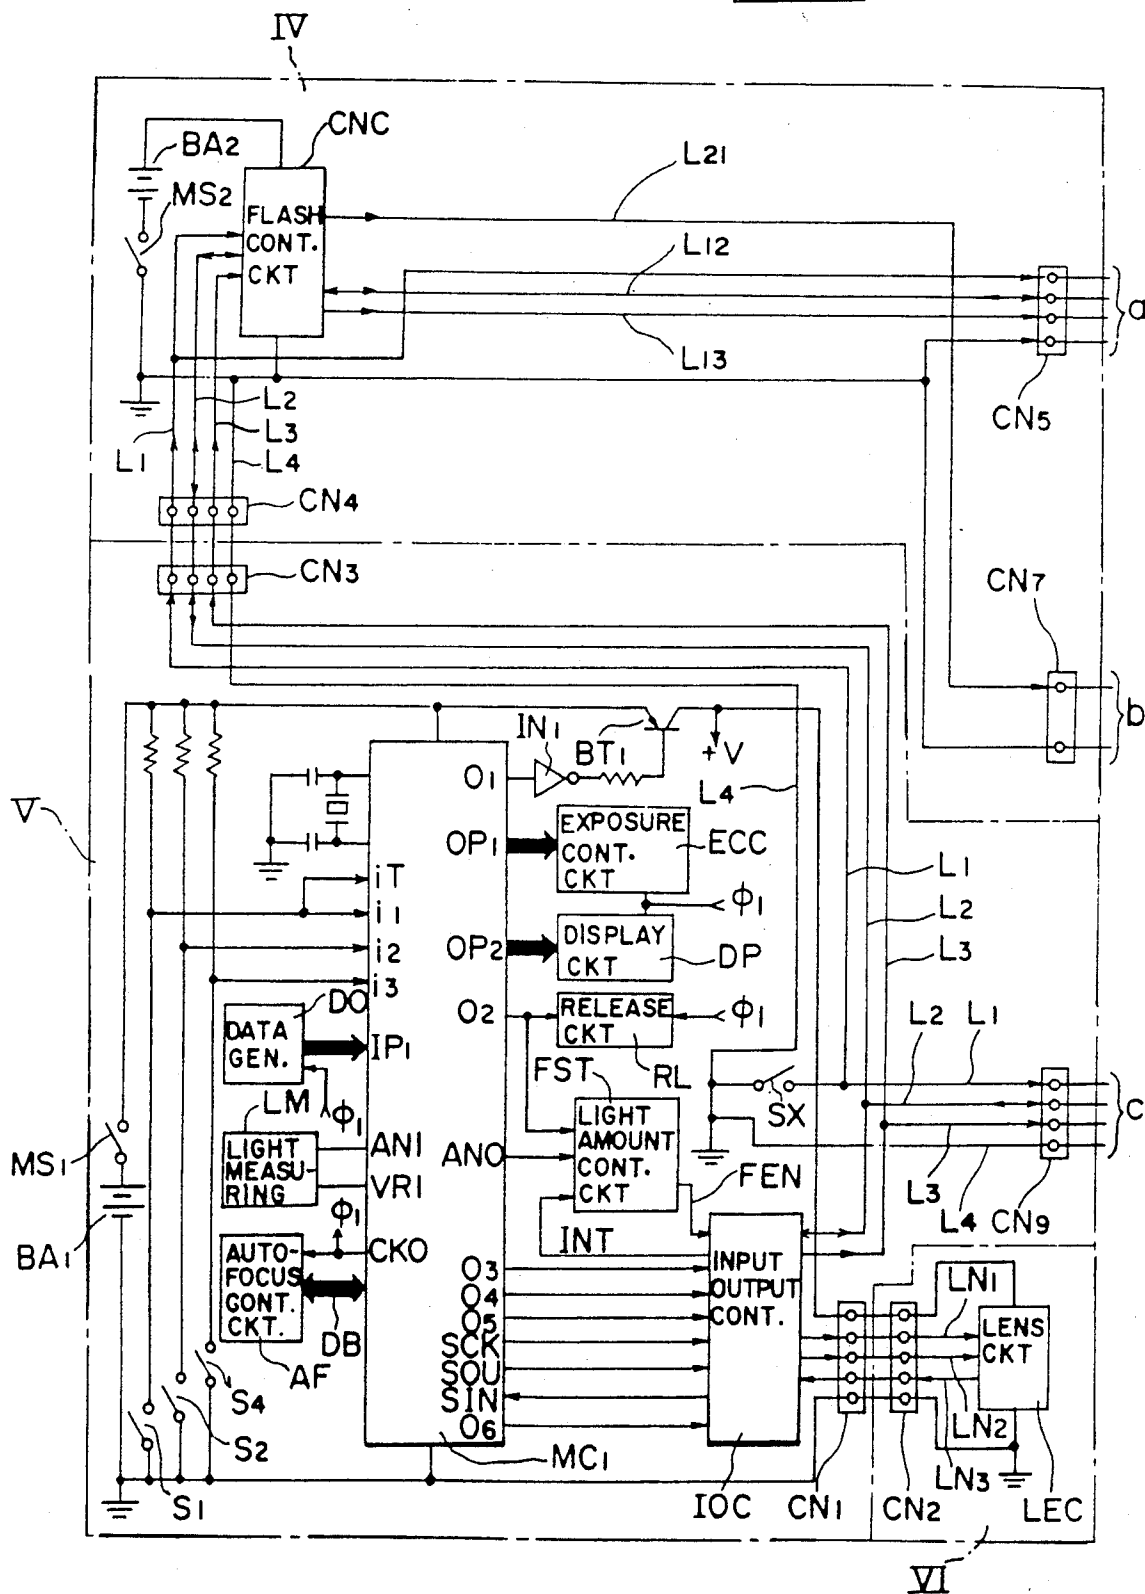 IV
CNC
BA2
MS2
L21
FLASH
CONT.
CKT
L12
a
L13
CN5
L2
L3
L1
L4
CN4
CN3
CN7
b
IN1
BT1
+V
O1
L4
V
OP1
EXPOSURE
CONT.
CKT
ECC
iT
L1
i1
ϕ1
L2
i2
OP2
DISPLAY
CKT
DP
L3
i3
DO
DATA
GEN.
IP1
O2
RELEASE
CKT
ϕ1
L2
L1
L1
FST
RL
LM
ϕ1
SX
c
LIGHT
AMOUNT
CONT.
CKT
MS1
LIGHT
MEASU-
RING
AN1
ANO
VR1
FEN
L3
L4
CN9
BA1
ϕ1
INT
CKO
AUTO-
FOCUS
CONT.
CKT.
INPUT
OUTPUT
CONT.
O3
O4
O5
LN1
LENS
CKT
SCK
DB
AF
SOU
S4
SIN
LN2
S2
O6
MC1
LN3
S1
IOC
CN1
CN2
LEC
VI